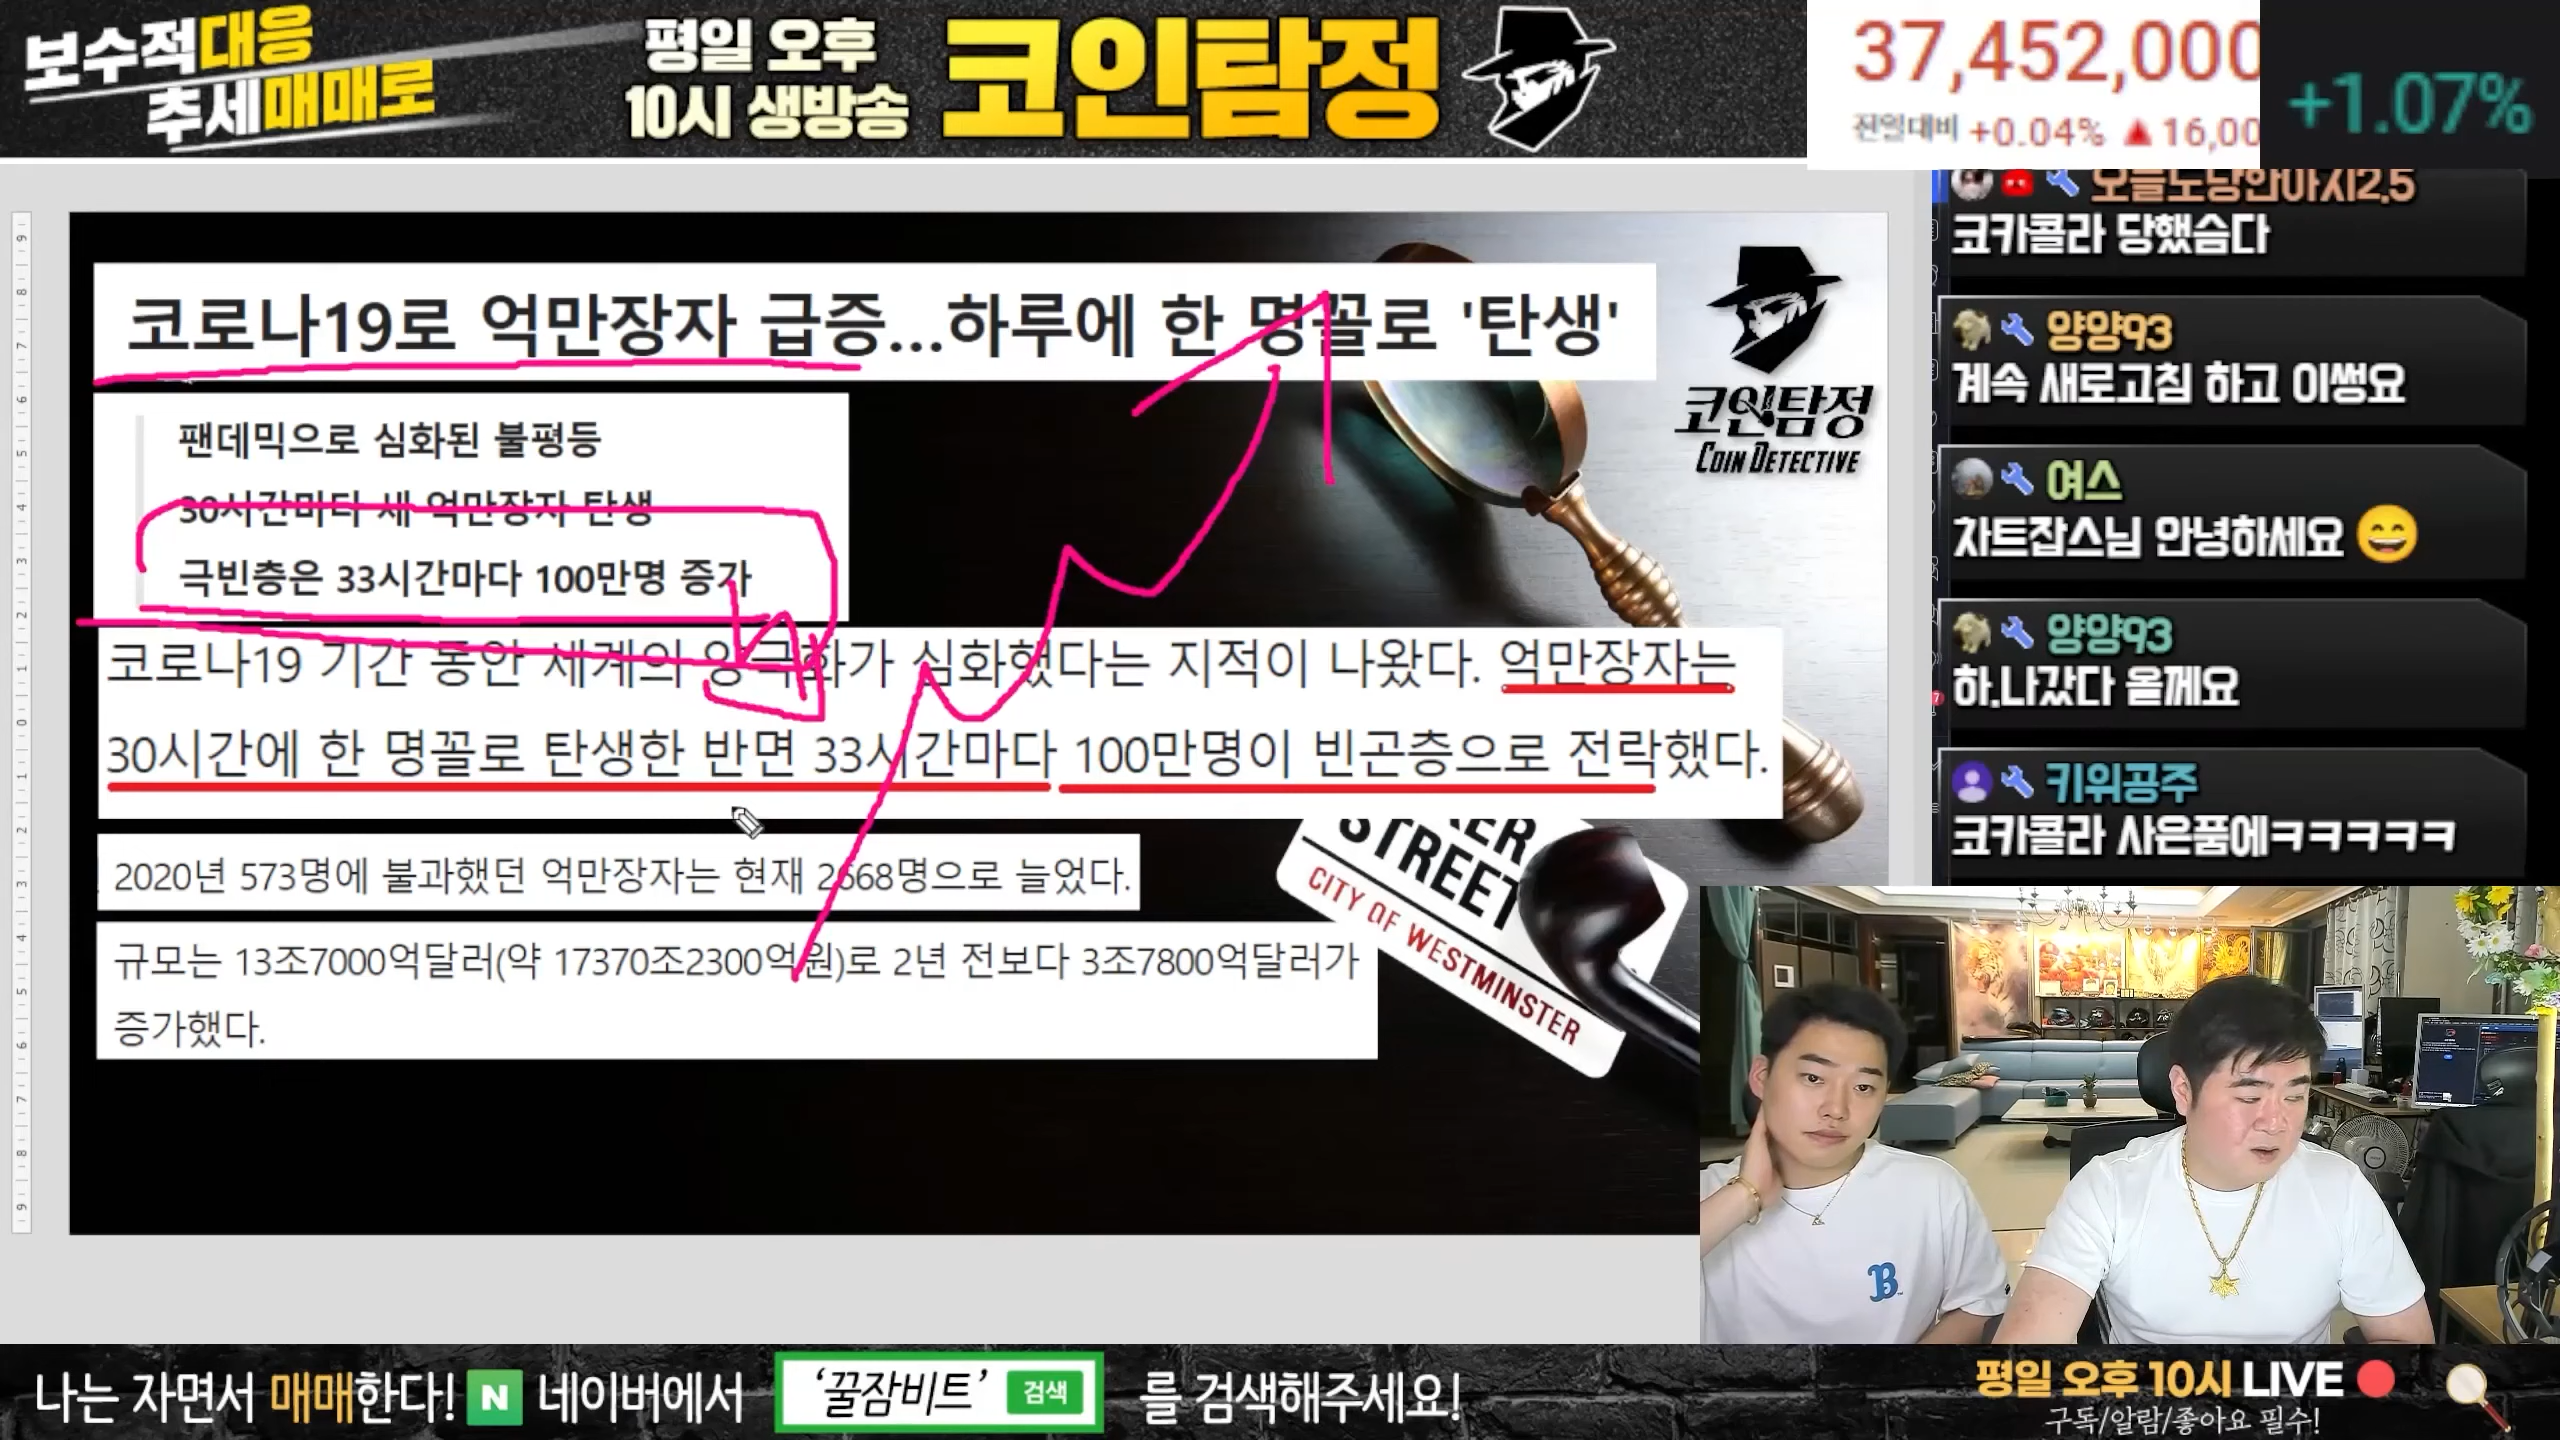 보수적대응
추세매매로
평일 오후
10시 생방송
코인탐정
37,452,000
전일대비 +0.04% ▲ 16,00
+1.07%
코로나19로 억만장자 급증...하루에 한 명꼴로 '탄생'
팬데믹으로 심화된 불평등
30시간마다 새 억만장자 탄생
극빈층은 33시간마다 100만명 증가
코로나19 기간 동안 세계의 양극화가 심화했다는 지적이 나왔다. 억만장자는
30시간에 한 명꼴로 탄생한 반면 33시간마다 100만명이 빈곤층으로 전락했다.
2020년 573명에 불과했던 억만장자는 현재 2668명으로 늘었다.
규모는 13조7000억달러(약 17370조2300억원)로 2년 전보다 3조7800억달러가
증가했다.
코인탐정
COIN DETECTIVE
STREET
CITY OF WESTMINSTER
코카콜라 당했슴다
양양93
계속 새로고침 하고 이썽요
여스
차트잡스님 안녕하세요 😄
양양93
하.나갔다 올께요
키위공주
코카콜라 사은품에ㅋㅋㅋㅋㅋ
B
나는 자면서 매매한다! N 네이버에서 '꿀잠비트' 검색 를 검색해주세요!
평일 오후 10시 LIVE
구독/알람/좋아요 필수!